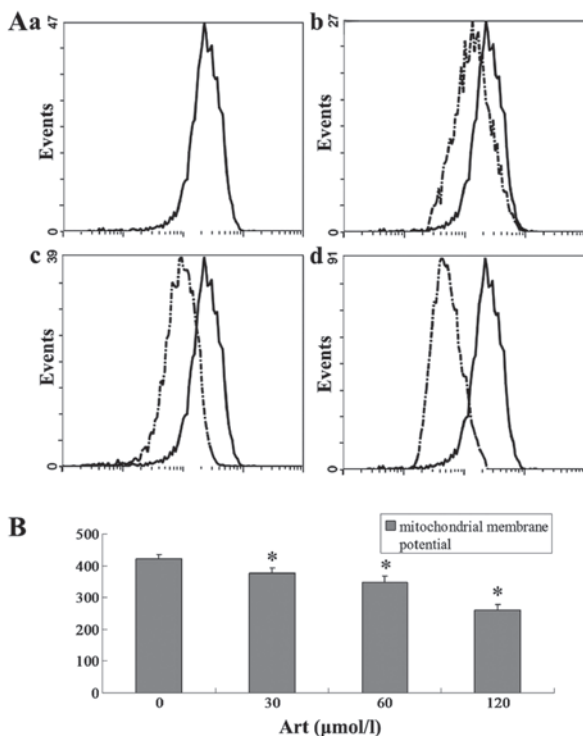 Aa
47
Events
0
b
27
Events
0
c
39
Events
0
d
91
Events
0
B
500
400
300
200
100
0
mitochondrial membrane
potential
* * *
0 30 60 120
Art (μmol/l)